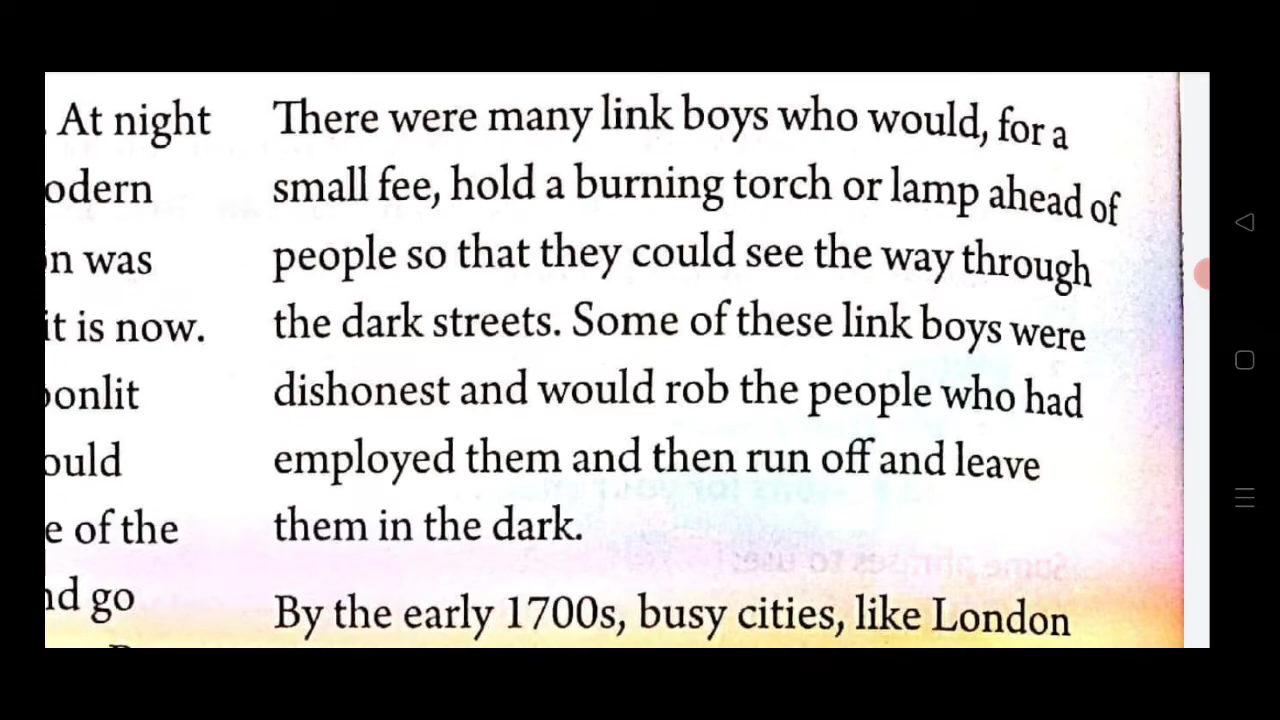 . At night
odern
n was
it is now.
onlit
ould
e of the
nd go
There were many link boys who would, for a
small fee, hold a burning torch or lamp ahead of
people so that they could see the way through
the dark streets. Some of these link boys were
dishonest and would rob the people who had
employed them and then run off and leave
them in the dark.
By the early 1700s, busy cities, like London